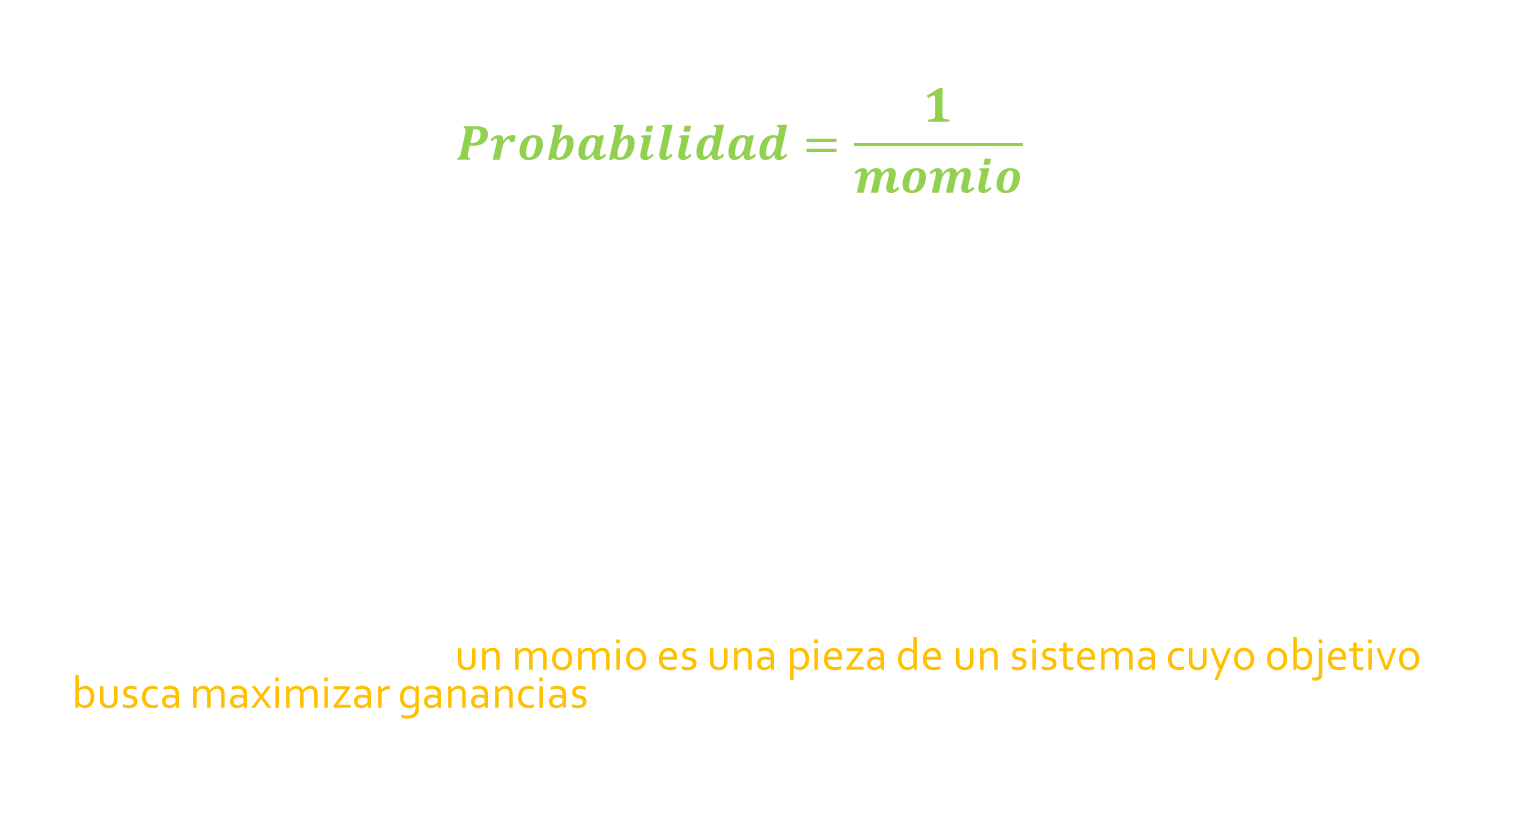 Probabilidad = 1/momio
un momio es una pieza de un sistema cuyo objetivo
busca maximizar ganancias